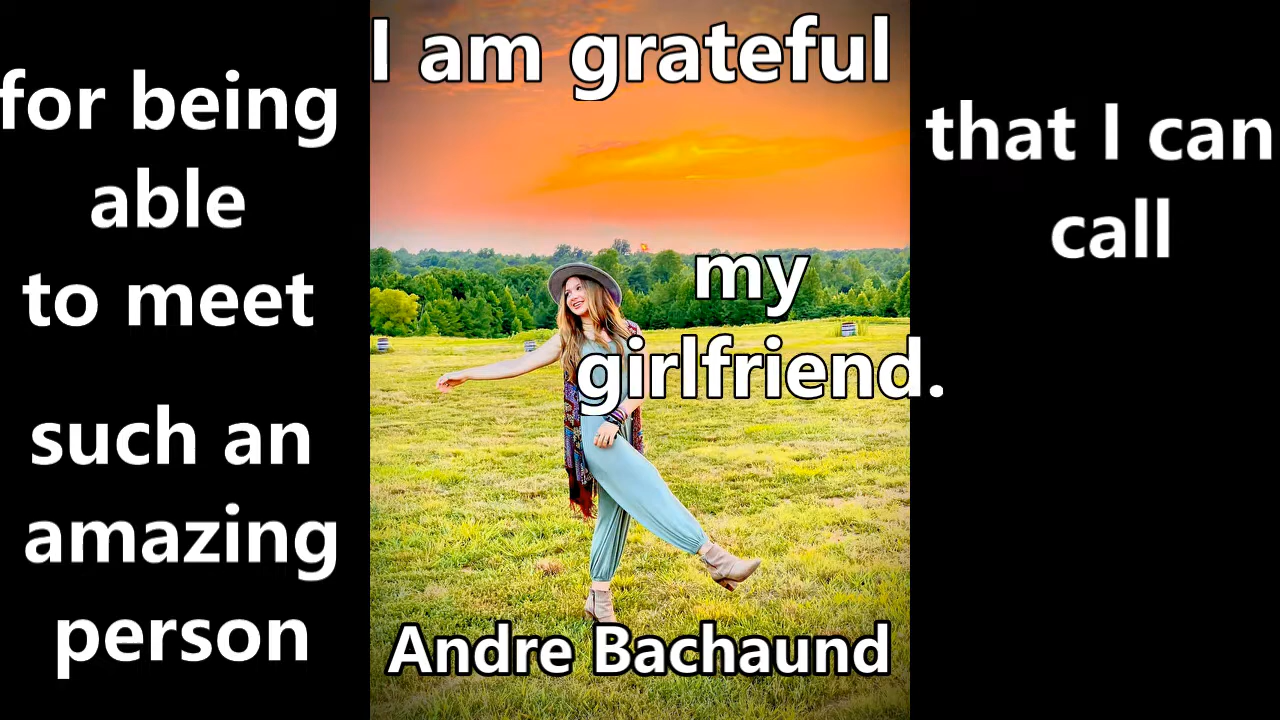 I am grateful
for being
able
to meet
such an
amazing
person
that I can
call
my
girlfriend.
Andre Bachaund